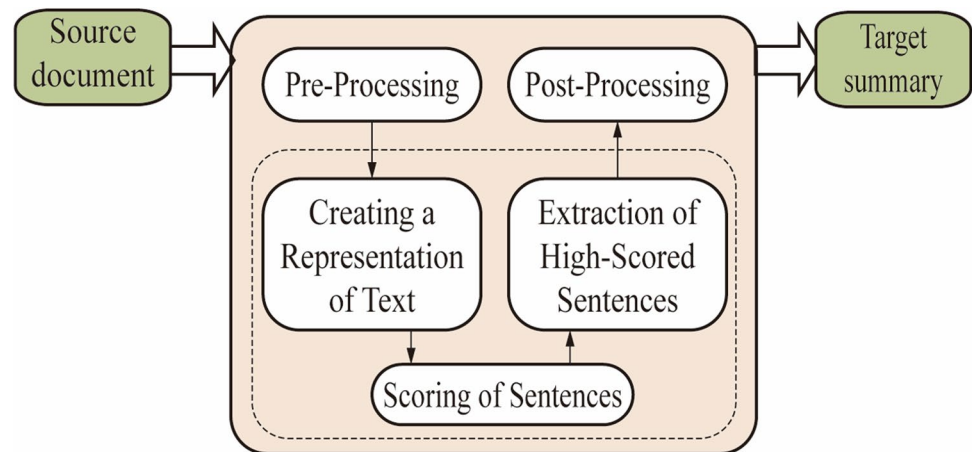 Source
document
Pre-Processing
Creating a
Representation
of Text
Scoring of Sentences
Extraction of
High-Scored
Sentences
Post-Processing
Target
summary